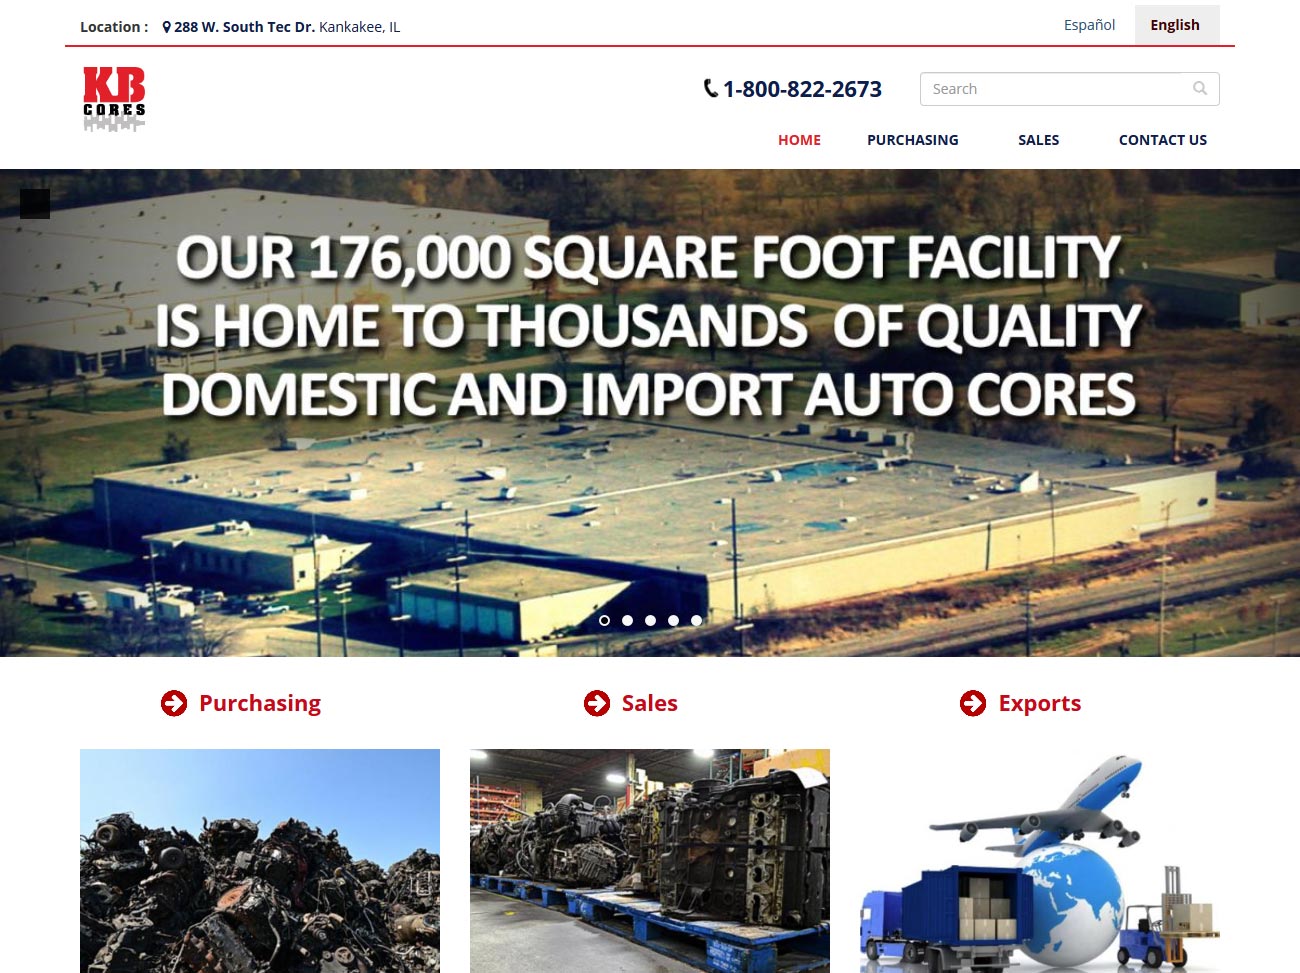 Location : 288 W. South Tec Dr. Kankakee, IL
Español English
KB
CORES
1-800-822-2673
Search
HOME PURCHASING SALES CONTACT US
OUR 176,000 SQUARE FOOT FACILITY
IS HOME TO THOUSANDS OF QUALITY
DOMESTIC AND IMPORT AUTO CORES
Purchasing Sales Exports